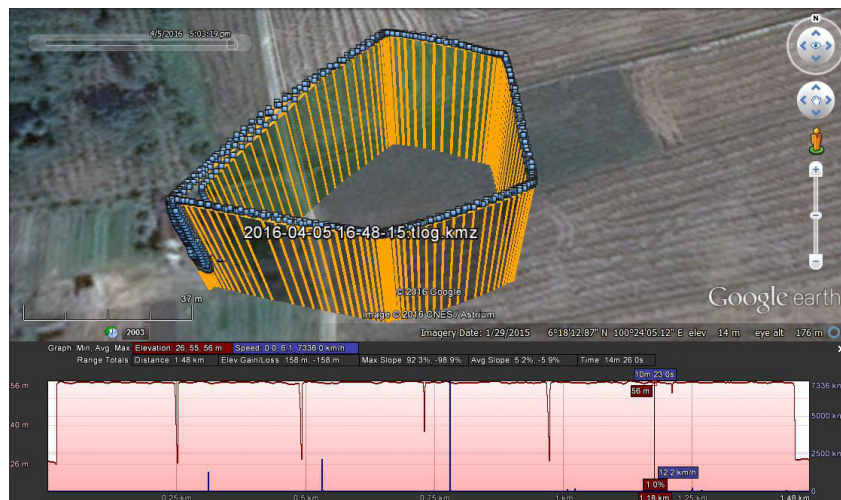 4/5/2016 5:03:19 pm
N
2016-04-05 16-48-15.tlog.kmz
© 2016 Google
Image © 2016 CNES / Astrium
37 m
Google earth
2003
Imagery Date: 1/29/2015 6°18'12.87" N 100°24'05.12" E elev 14 m eye alt 176 m
Graph: Min, Avg, Max Elevation: 26, 55, 56 m Speed: 0.0, 6.1, 7336.0 km/h
x
Range Totals: Distance: 1.48 km Elev Gain/Loss: 158 m, -158 m Max Slope: 92.3%, -98.9% Avg Slope: 5.2%, -5.9% Time: 14m 26.0s
10m 23.0s
56 m 56 m 7336 km
40 m 5000 km
26 m 2500 km
12.2 km/h
1.0% 0
0.25 km 0.5 km 0.75 km 1 km 1.18 km 1.25 km 1.48 km